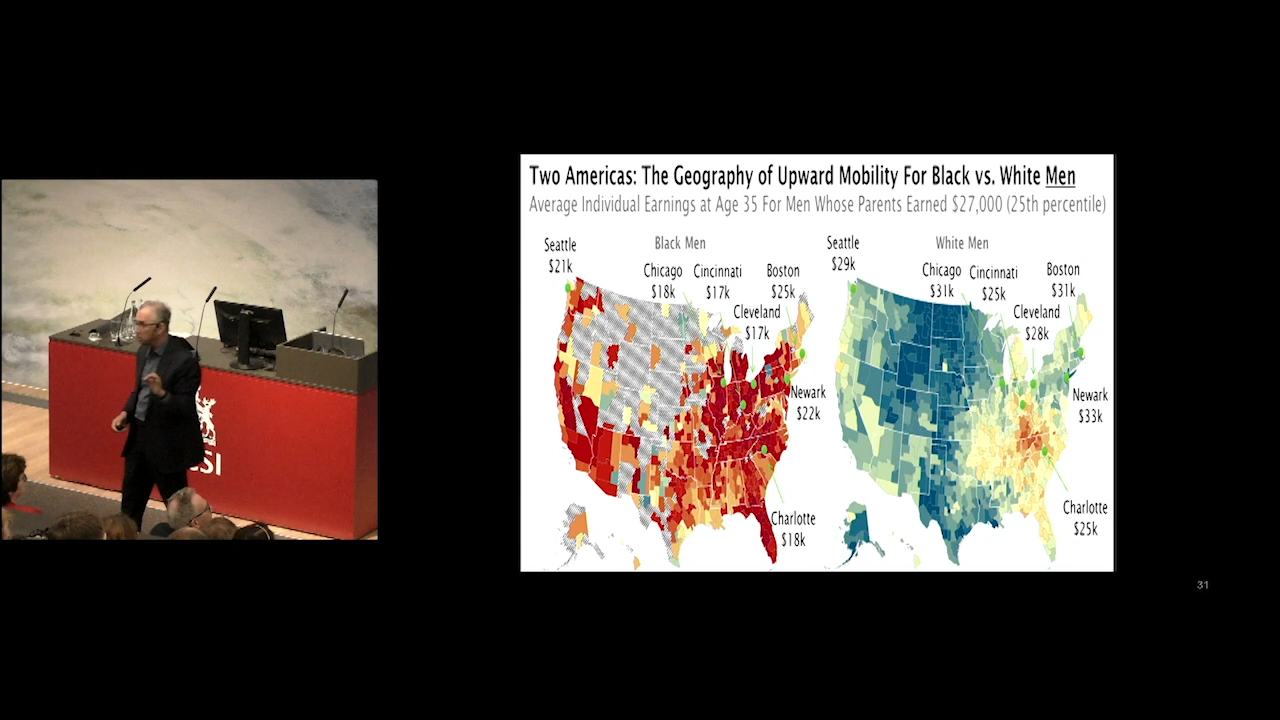 Two Americas: The Geography of Upward Mobility For Black vs. White Men
Average Individual Earnings at Age 35 For Men Whose Parents Earned $27,000 (25th percentile)
Black Men
Seattle
$21k
Chicago
$18k
Cincinnati
$17k
Boston
$25k
Cleveland
$17k
Newark
$22k
Charlotte
$18k
White Men
Seattle
$29k
Chicago
$31k
Cincinnati
$25k
Boston
$31k
Cleveland
$28k
Newark
$33k
Charlotte
$25k
SI
31